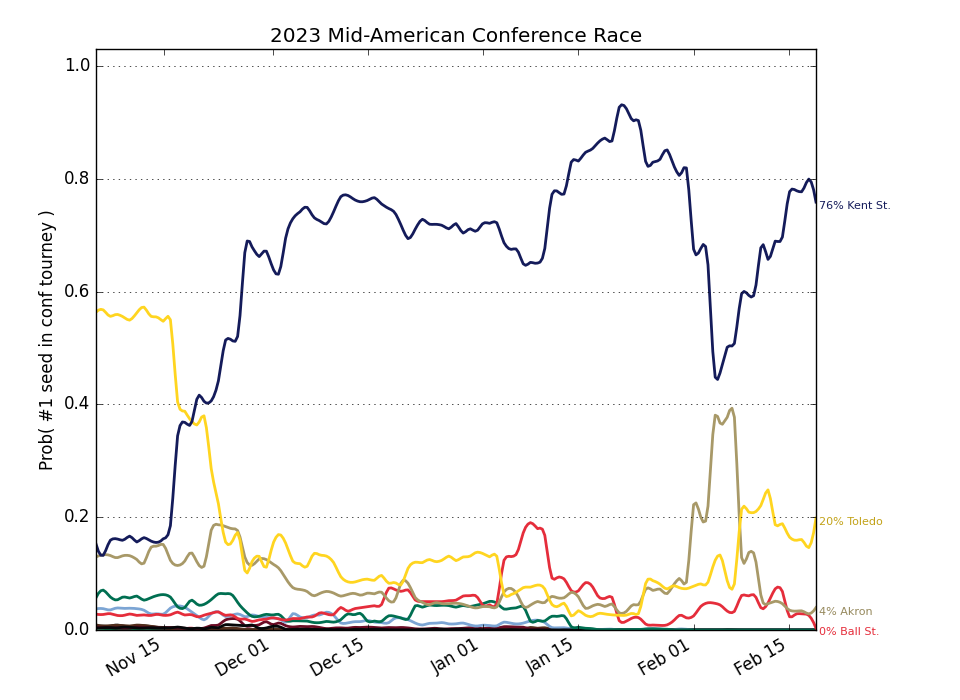 2023 Mid-American Conference Race
Prob( #1 seed in conf tourney )
1.0
0.8
0.6
0.4
0.2
0.0
76% Kent St.
20% Toledo
4% Akron
0% Ball St.
Nov 15
Dec 01
Dec 15
Jan 01
Jan 15
Feb 01
Feb 15